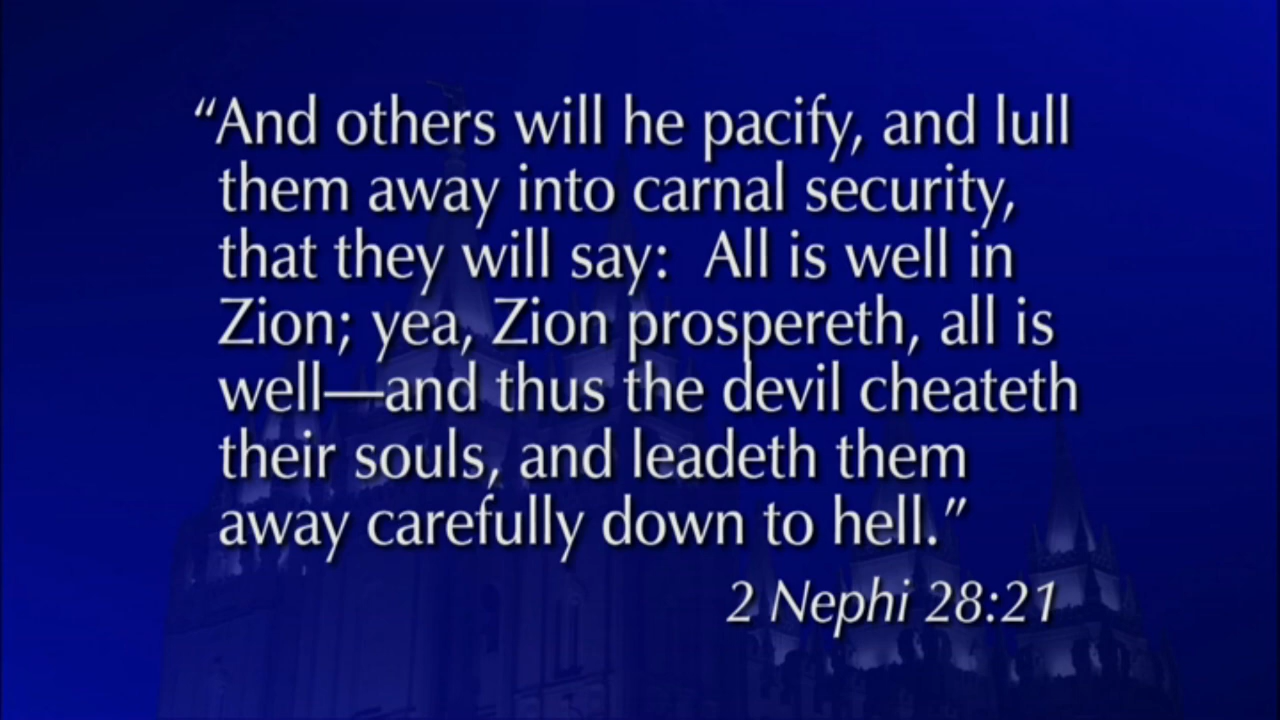 “And others will he pacify, and lull
them away into carnal security,
that they will say:  All is well in
Zion; yea, Zion prospereth, all is
well—and thus the devil cheateth
their souls, and leadeth them
away carefully down to hell.”
2 Nephi 28:21